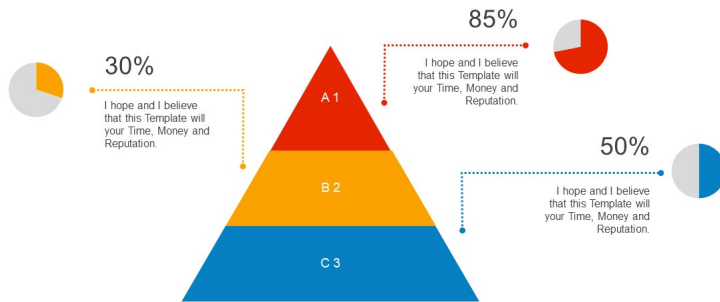 85%
I hope and I believe
that this Template will
your Time, Money and
Reputation.
30%
I hope and I believe
that this Template will
your Time, Money and
Reputation.
A 1
50%
I hope and I believe
that this Template will
your Time, Money and
Reputation.
B 2
C 3